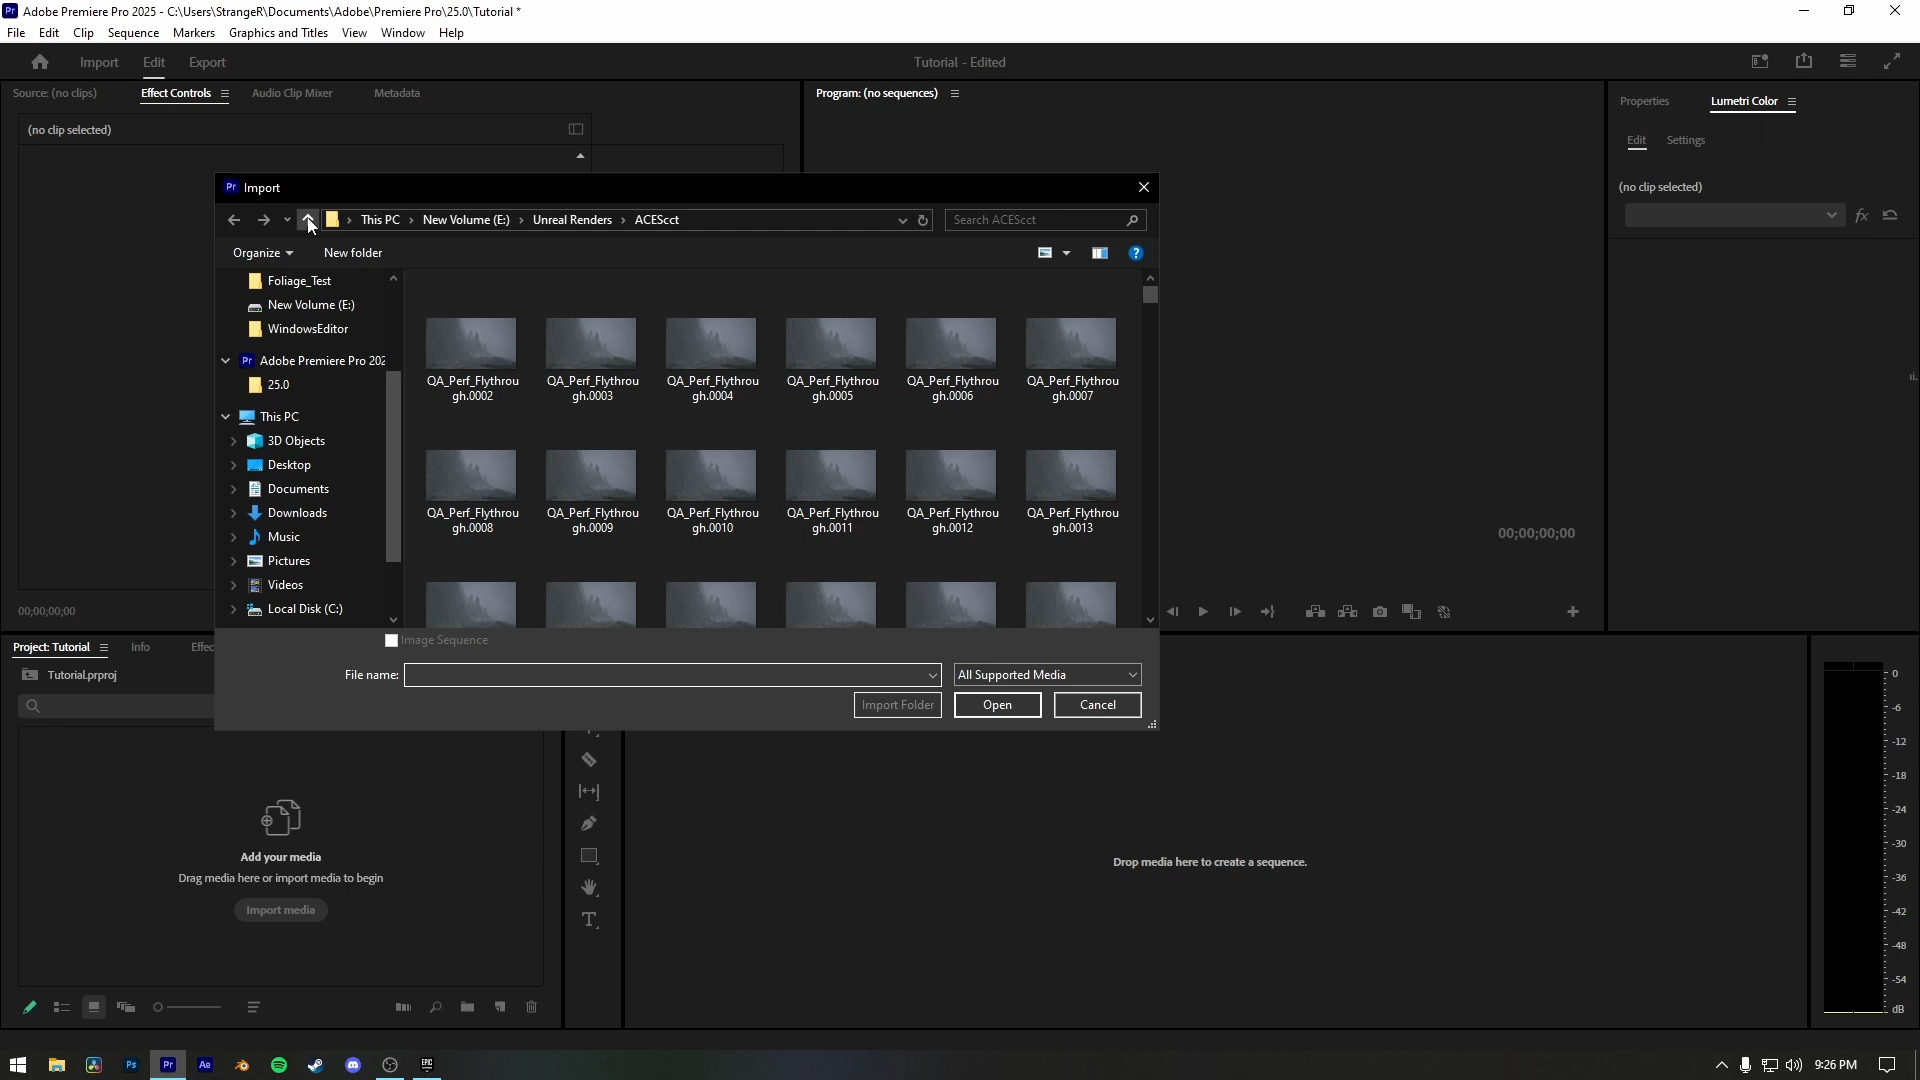 Pr Adobe Premiere Pro 2025 - C:\Users\StrangeR\Documents\Adobe\Premiere Pro\25.0\Tutorial *
File Edit Clip Sequence Markers Graphics and Titles View Window Help
Import Edit Export
Tutorial - Edited
Source: (no clips) Effect Controls Audio Clip Mixer Metadata
Program: (no sequences)
Properties Lumetri Color
(no clip selected)
Edit Settings
(no clip selected)
fx
Pr Import
This PC > New Volume (E:) > Unreal Renders > ACEScct
Search ACEScct
Organize New folder
Foliage_Test
New Volume (E:)
WindowsEditor
Pr Adobe Premiere Pro 202
25.0
This PC
3D Objects
Desktop
Documents
Downloads
Music
Pictures
Videos
Local Disk (C:)
QA_Perf_Flythrou
gh.0002
QA_Perf_Flythrou
gh.0003
QA_Perf_Flythrou
gh.0004
QA_Perf_Flythrou
gh.0005
QA_Perf_Flythrou
gh.0006
QA_Perf_Flythrou
gh.0007
QA_Perf_Flythrou
gh.0008
QA_Perf_Flythrou
gh.0009
QA_Perf_Flythrou
gh.0010
QA_Perf_Flythrou
gh.0011
QA_Perf_Flythrou
gh.0012
QA_Perf_Flythrou
gh.0013
Image Sequence
File name:
All Supported Media
Import Folder Open Cancel
00;00;00;00
00;00;00;00
Project: Tutorial Info Effec
Tutorial.prproj
Add your media
Drag media here or import media to begin
Import media
Drop media here to create a sequence.
0
-6
-12
-18
-24
-30
-36
-42
-48
-54
dB
Ps Pr Ae EPIC
9:26 PM